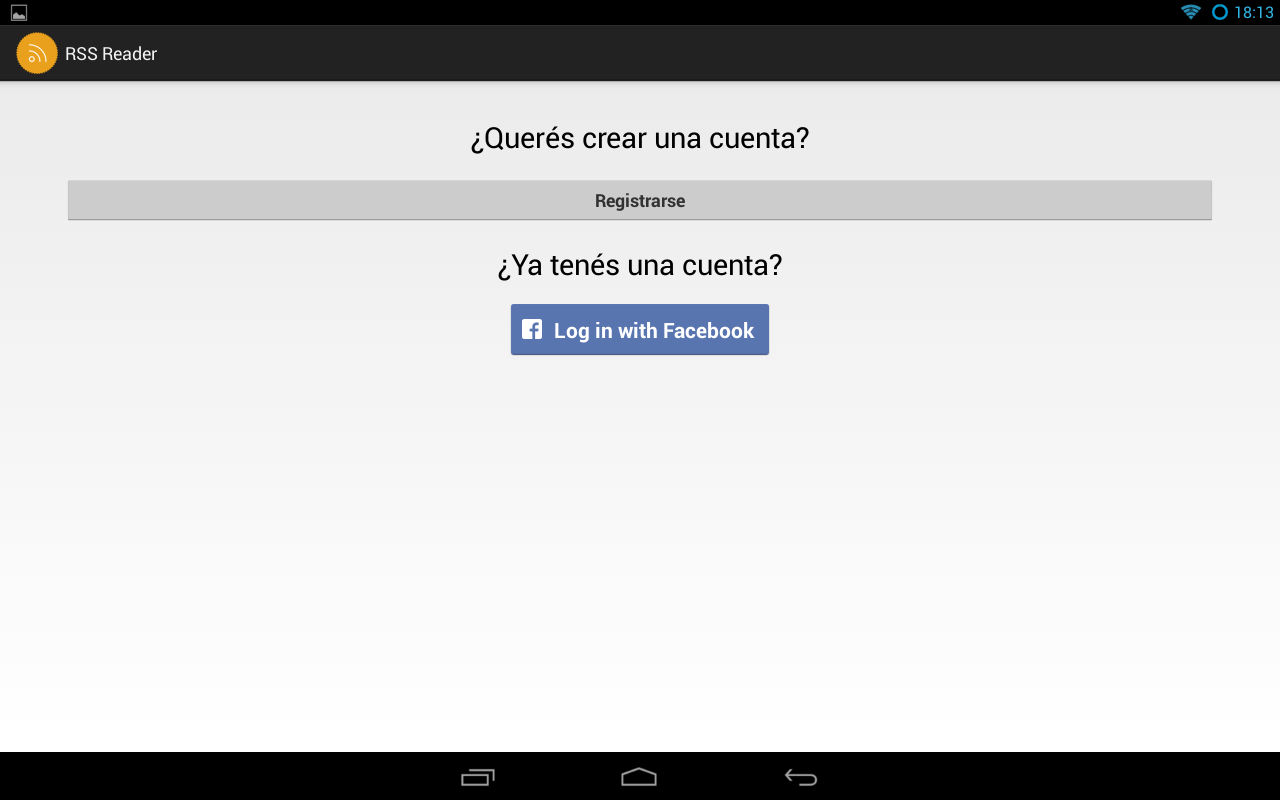 18:13
RSS Reader
¿Querés crear una cuenta?
Registrarse
¿Ya tenés una cuenta?
Log in with Facebook